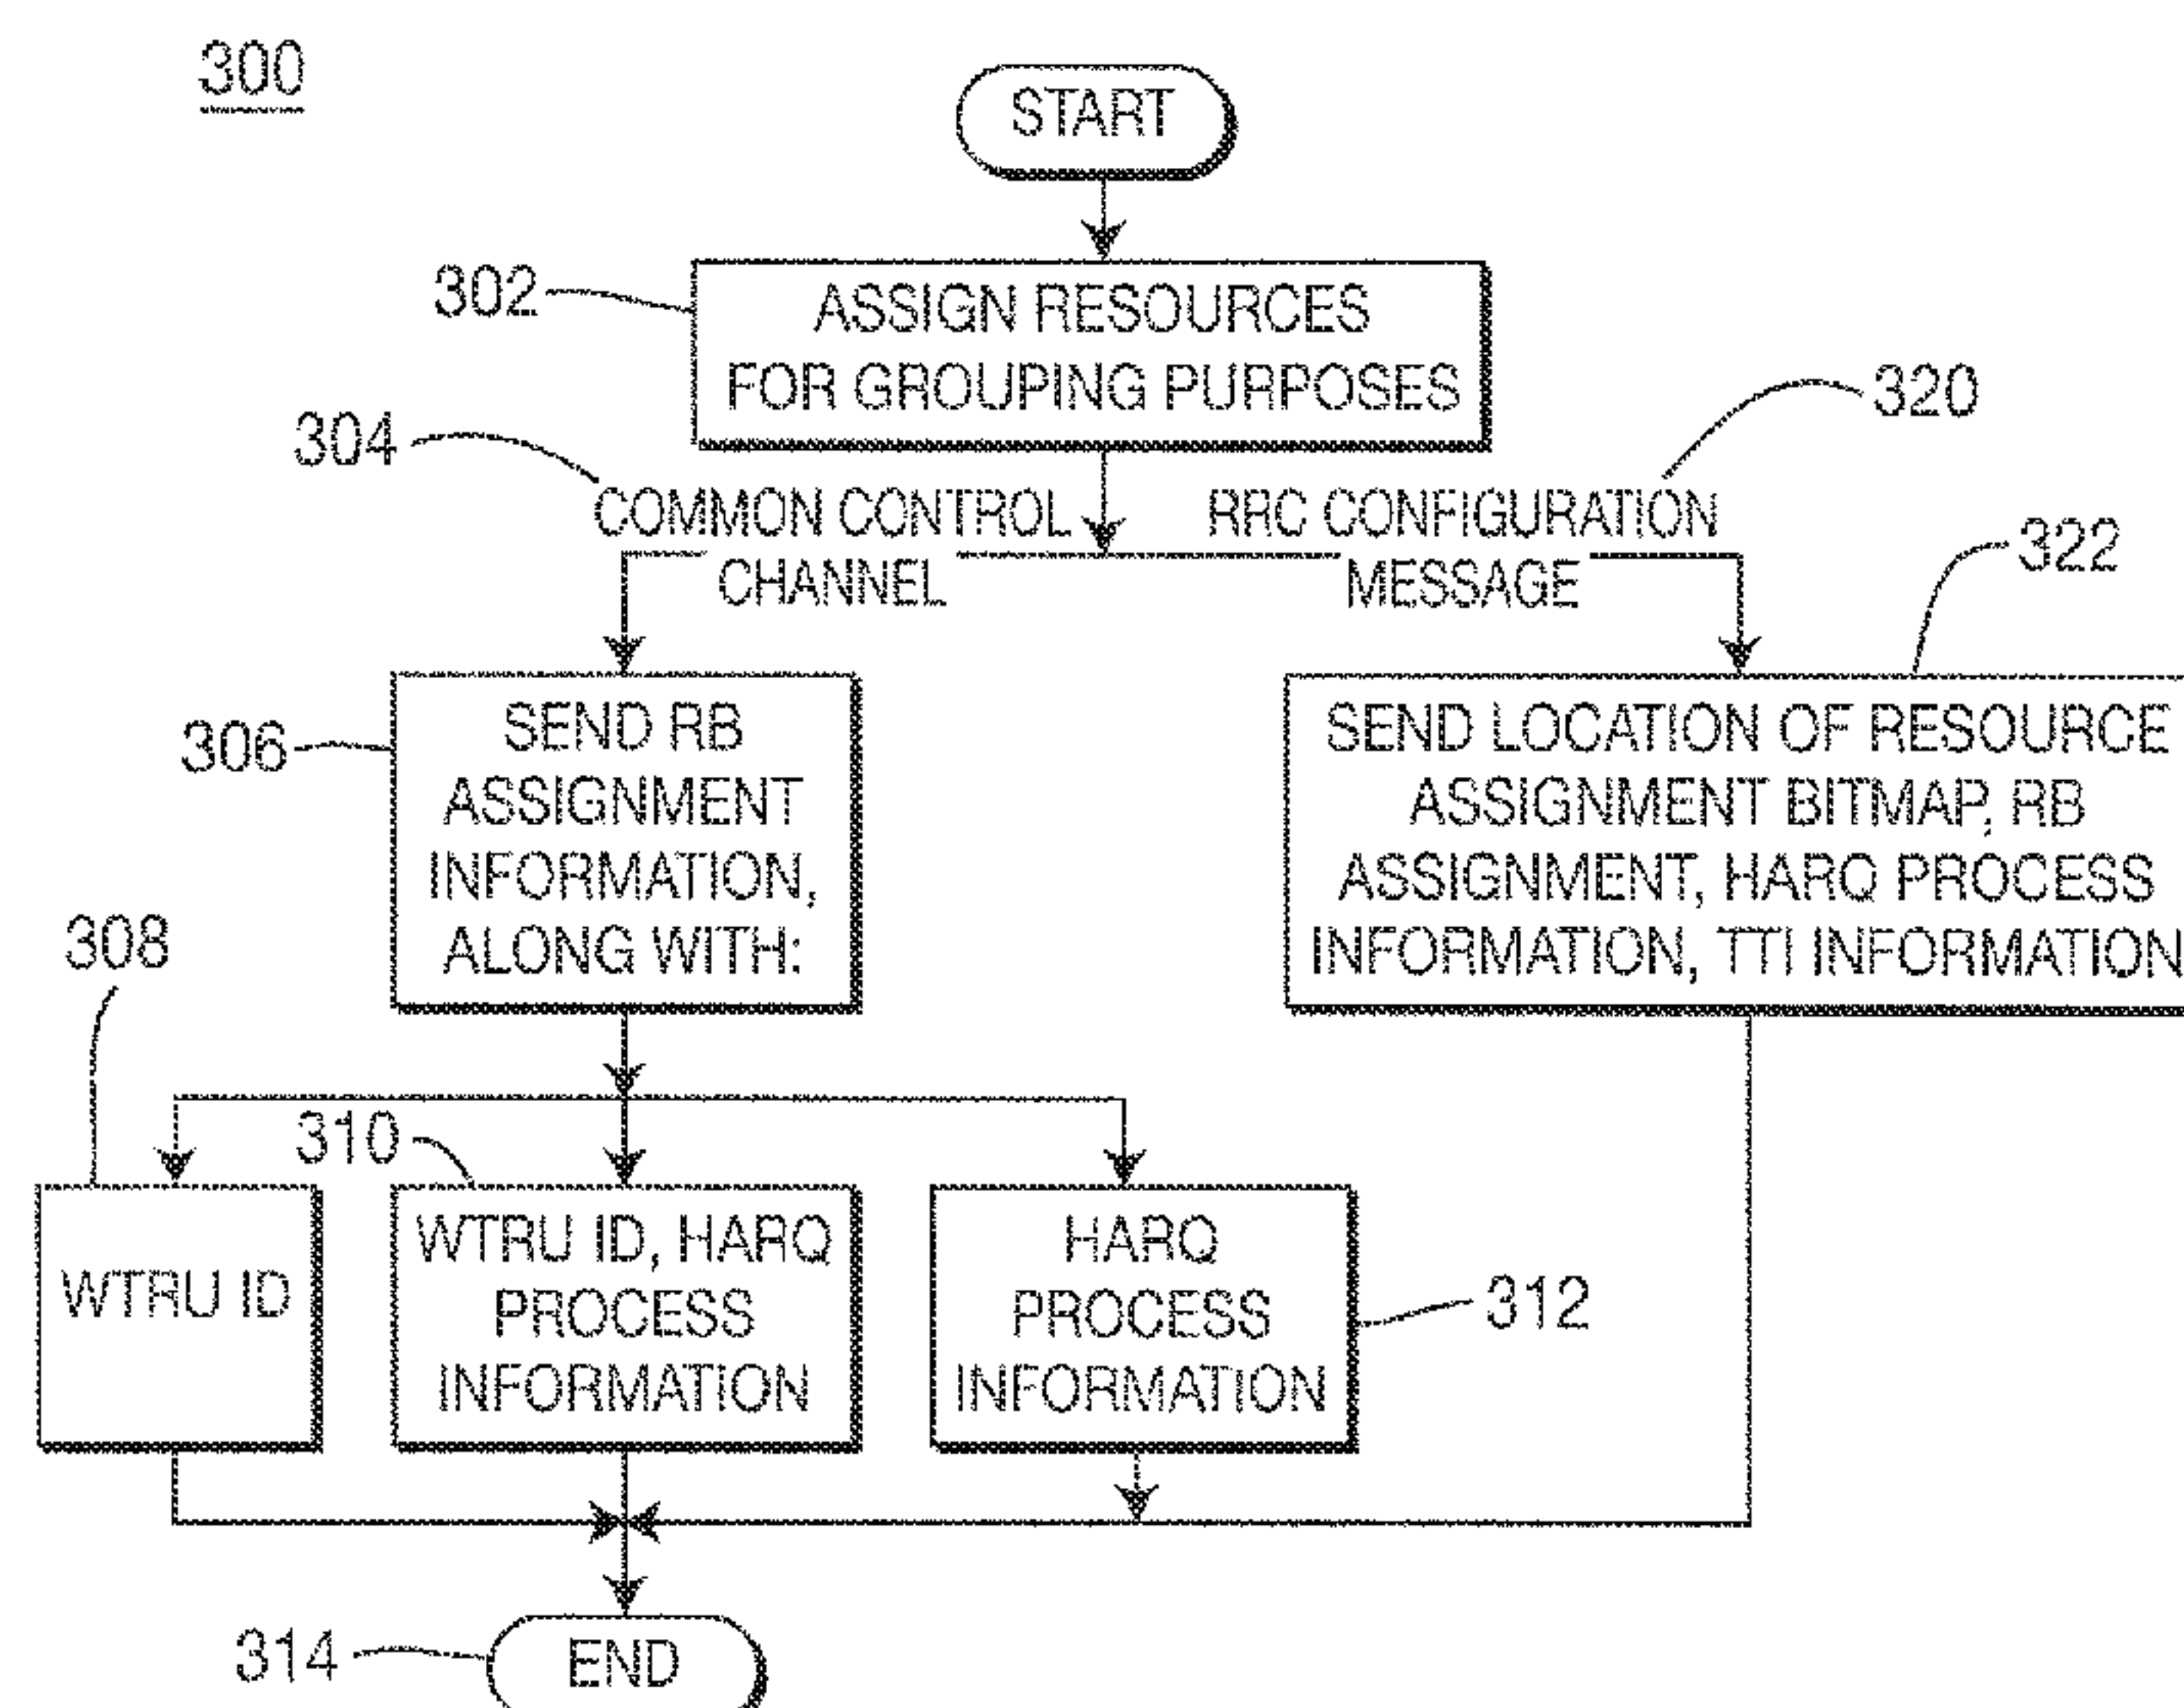 300
START
302
ASSIGN RESOURCES
FOR GROUPING PURPOSES
304
320
COMMON CONTROL
CHANNEL
RRC CONFIGURATION
MESSAGE
322
306
SEND RB
ASSIGNMENT
INFORMATION,
ALONG WITH:
SEND LOCATION OF RESOURCE
ASSIGNMENT BITMAP, RB
ASSIGNMENT, HARQ PROCESS
INFORMATION, TTI INFORMATION
308
310
WTRU ID
WTRU ID, HARQ
PROCESS
INFORMATION
HARQ
PROCESS
INFORMATION
312
314
END